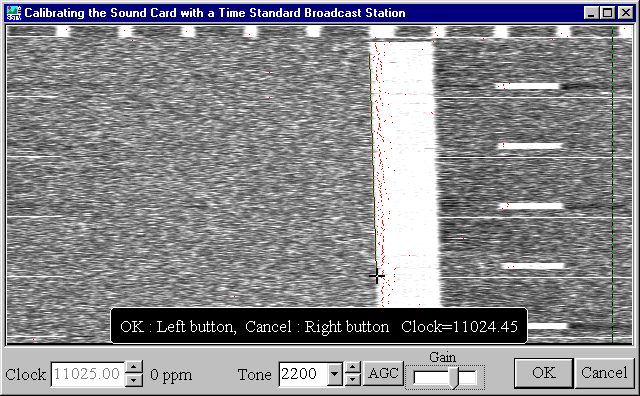 Calibrating the Sound Card with a Time Standard Broadcast Station
OK : Left button, Cancel : Right button Clock=11024.45
Gain
Clock 11025.00 0 ppm Tone 2200 AGC OK Cancel